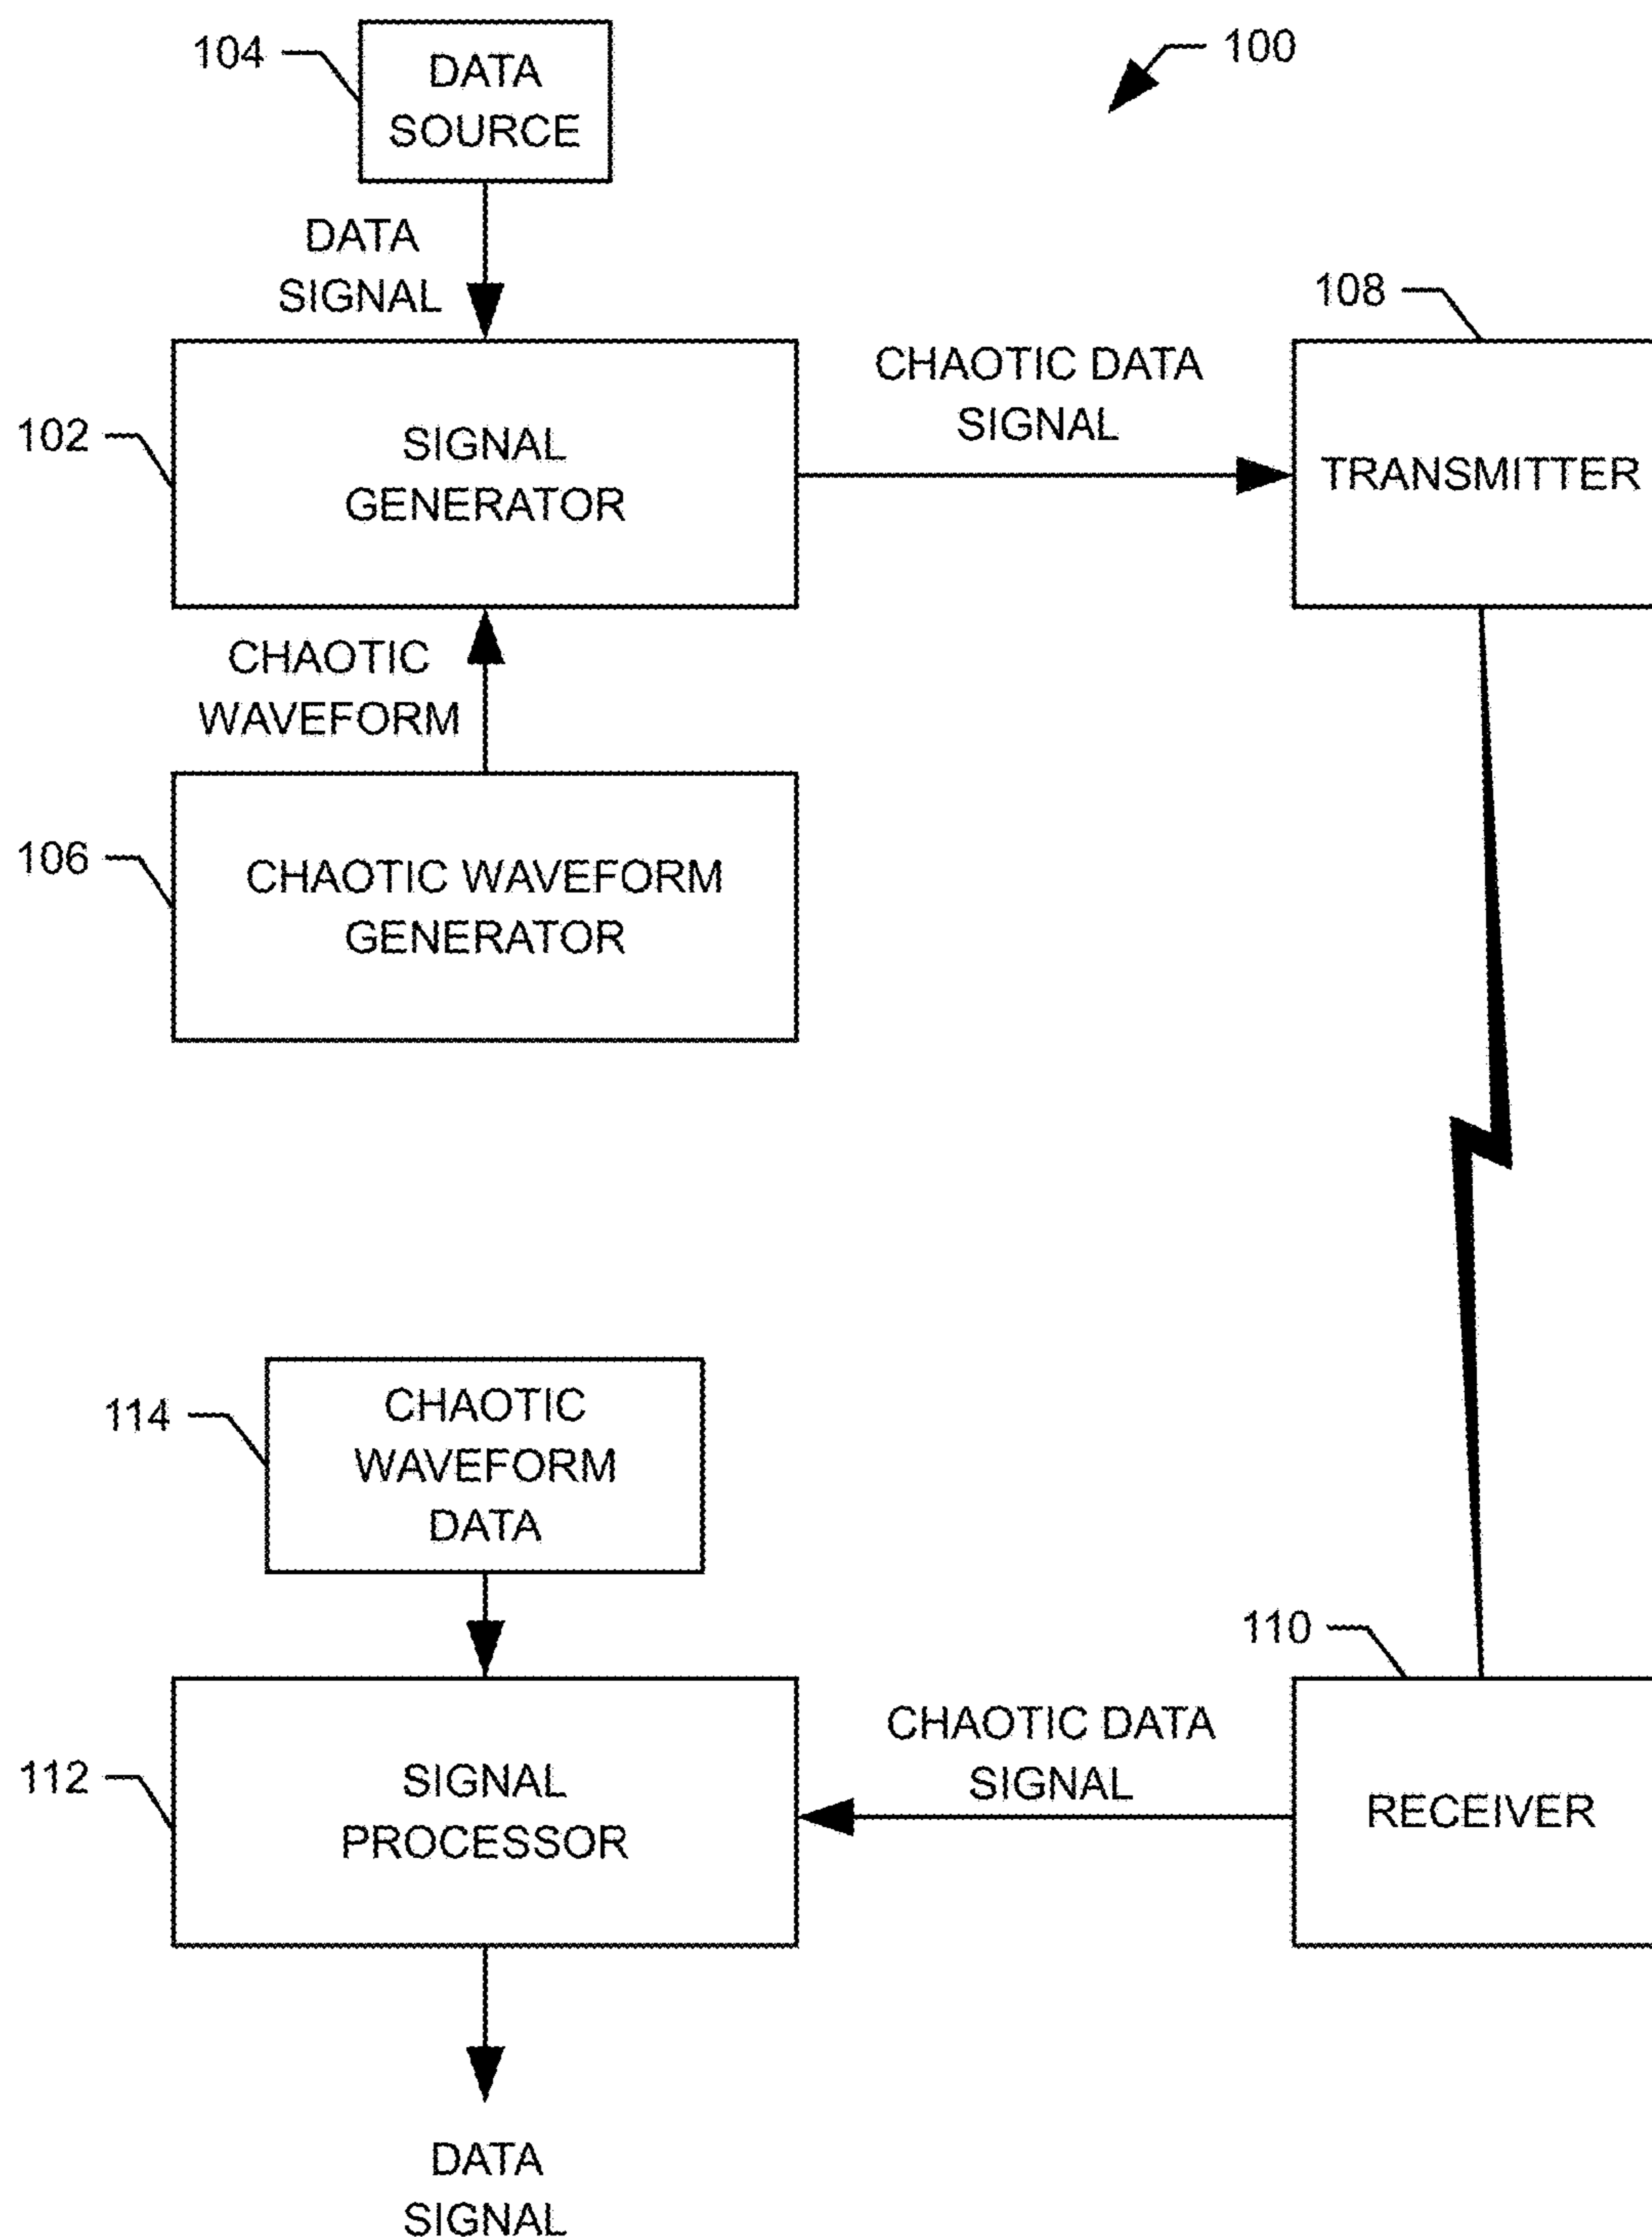 104
DATA
SOURCE
100
DATA
SIGNAL
108
102
SIGNAL
GENERATOR
CHAOTIC DATA
SIGNAL
TRANSMITTER
CHAOTIC
WAVEFORM
106
CHAOTIC WAVEFORM
GENERATOR
114
CHAOTIC
WAVEFORM
DATA
110
112
SIGNAL
PROCESSOR
CHAOTIC DATA
SIGNAL
RECEIVER
DATA
SIGNAL